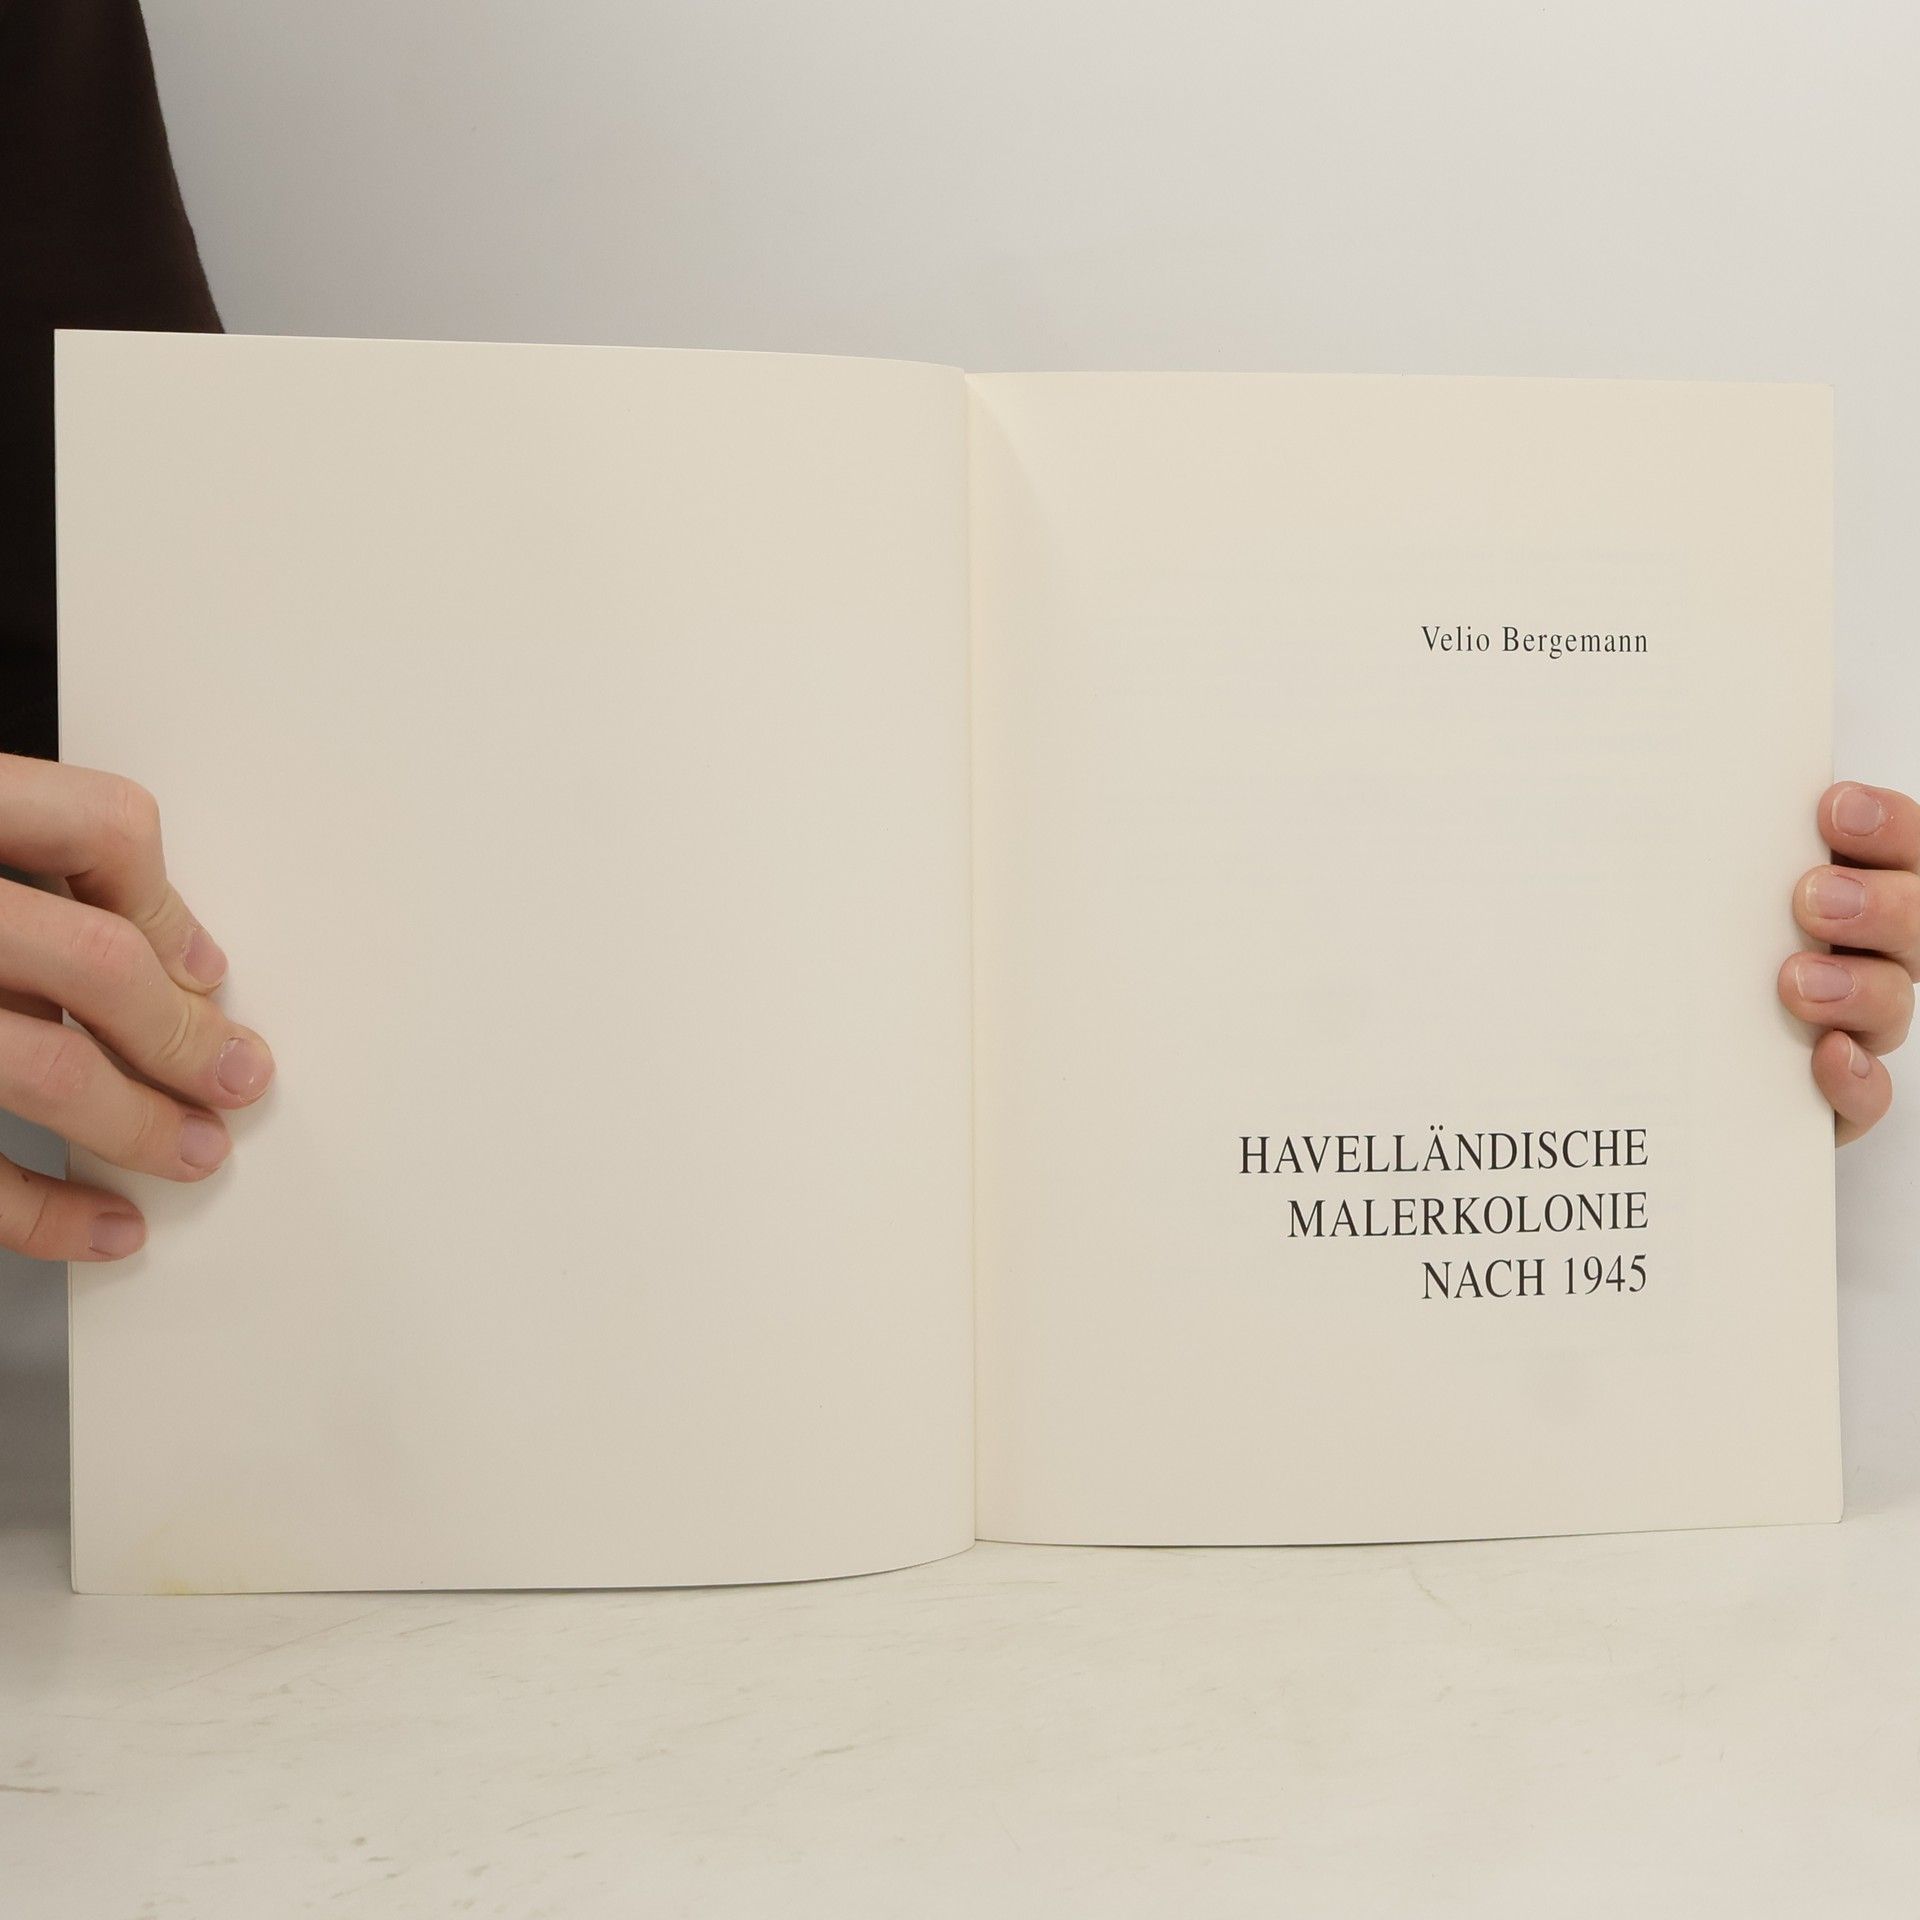 Velio Bergemann
HAVELLÄNDISCHE
MALERKOLONIE
NACH 1945